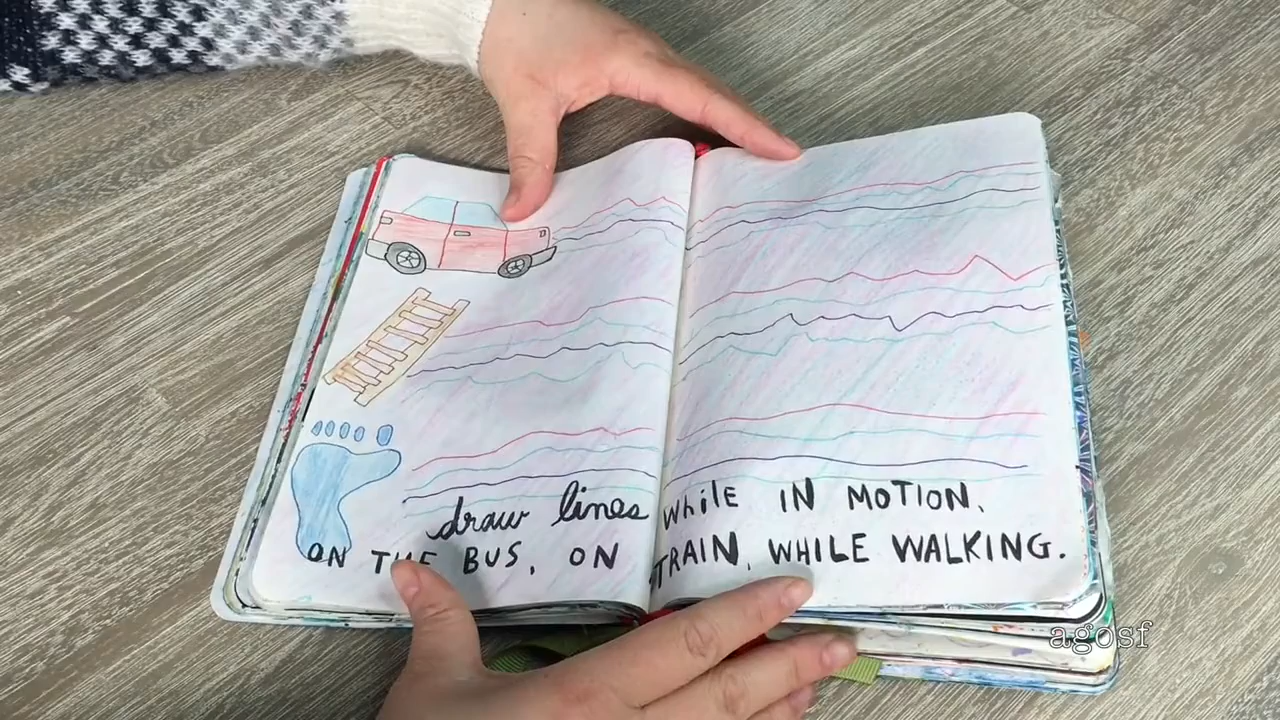 draw lines while IN MOTION.
ON THE BUS, ON TRAIN, WHILE WALKING.
agosf